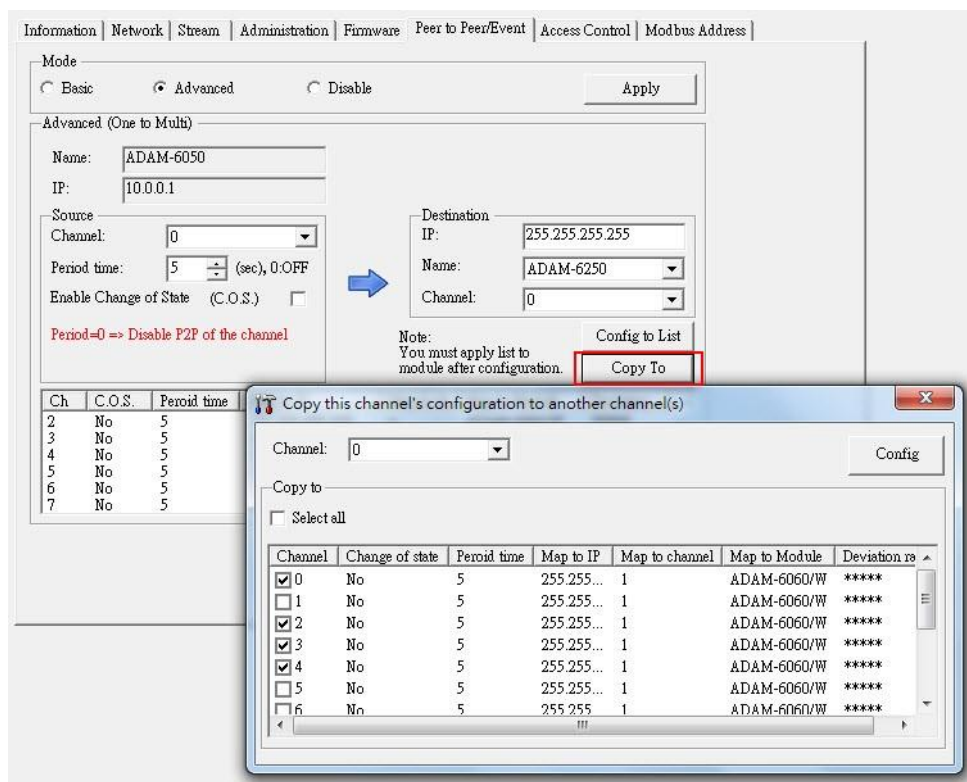 Information Network Stream Administration Firmware Peer to Peer/Event Access Control Modbus Address
Mode
Basic Advanced Disable Apply
Advanced (One to Multi)
Name: ADAM-6050
IP: 10.0.0.1
Source
Channel: 0
Period time: 5 (sec), 0:OFF
Enable Change of State (C.O.S.)
Period=0 => Disable P2P of the channel
Destination
IP: 255.255.255.255
Name: ADAM-6250
Channel: 0
Note:
You must apply list to
module after configuration.
Config to List
Copy To
Ch C.O.S. Peroid time
2 No 5
3 No 5
4 No 5
5 No 5
6 No 5
7 No 5
Copy this channel's configuration to another channel(s)
Channel: 0 Config
Copy to
Select all
Channel Change of state Peroid time Map to IP Map to channel Map to Module Deviation ra
0 No 5 255.255... 1 ADAM-6060/W *****
1 No 5 255.255... 1 ADAM-6060/W *****
2 No 5 255.255... 1 ADAM-6060/W *****
3 No 5 255.255... 1 ADAM-6060/W *****
4 No 5 255.255... 1 ADAM-6060/W *****
5 No 5 255.255... 1 ADAM-6060/W *****
6 No 5 255.255 1 ADAM-6060/W *****